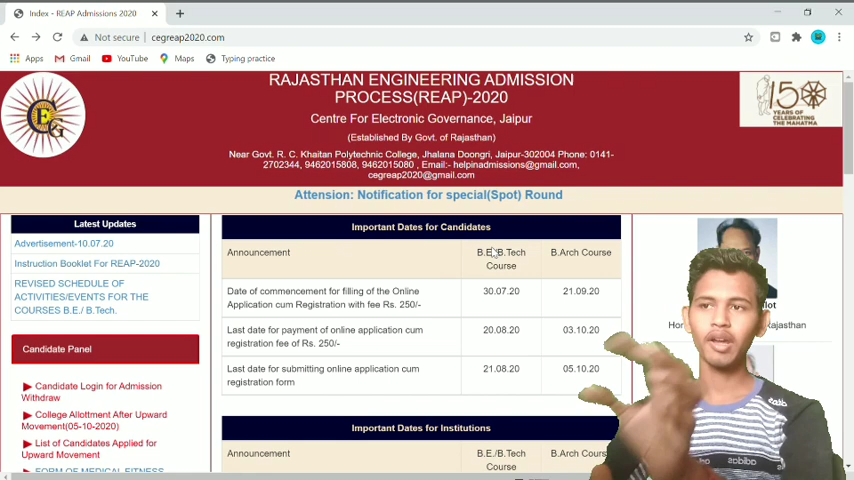 Index - REAP Admissions 2020
Not secure
cegreap2020.com
Apps
Gmail
YouTube
Maps
Typing practice
RAJASTHAN ENGINEERING ADMISSION
PROCESS(REAP)-2020
Centre For Electronic Governance, Jaipur
(Established By Govt. of Rajasthan)
Near Govt. R. C. Khaitan Polytechnic College, Jhalana Doongri, Jaipur-302004 Phone: 0141-
2702344, 9462015808, 9462015080 , Email:- helpinadmissions@gmail.com,
cegreap2020@gmail.com
150
YEARS OF
CELEBRATING
THE MAHATMA
Attension: Notification for special(Spot) Round
Latest Updates
Advertisement-10.07.20
Instruction Booklet For REAP-2020
REVISED SCHEDULE OF
ACTIVITIES/EVENTS FOR THE
COURSES B.E./ B.Tech.
Candidate Panel
Candidate Login for Admission
Withdraw
College Allottment After Upward
Movement(05-10-2020)
List of Candidates Applied for
Upward Movement
FORM OF MEDICAL FITNESS
Important Dates for Candidates
Announcement
B.E./B.Tech
Course
B.Arch Course
Date of commencement for filling of the Online
Application cum Registration with fee Rs. 250/-
30.07.20
21.09.20
Last date for payment of online application cum
registration fee of Rs. 250/-
20.08.20
03.10.20
Last date for submitting online application cum
registration form
21.08.20
05.10.20
Important Dates for Institutions
Announcement
B.E./B.Tech
Course
B.Arch